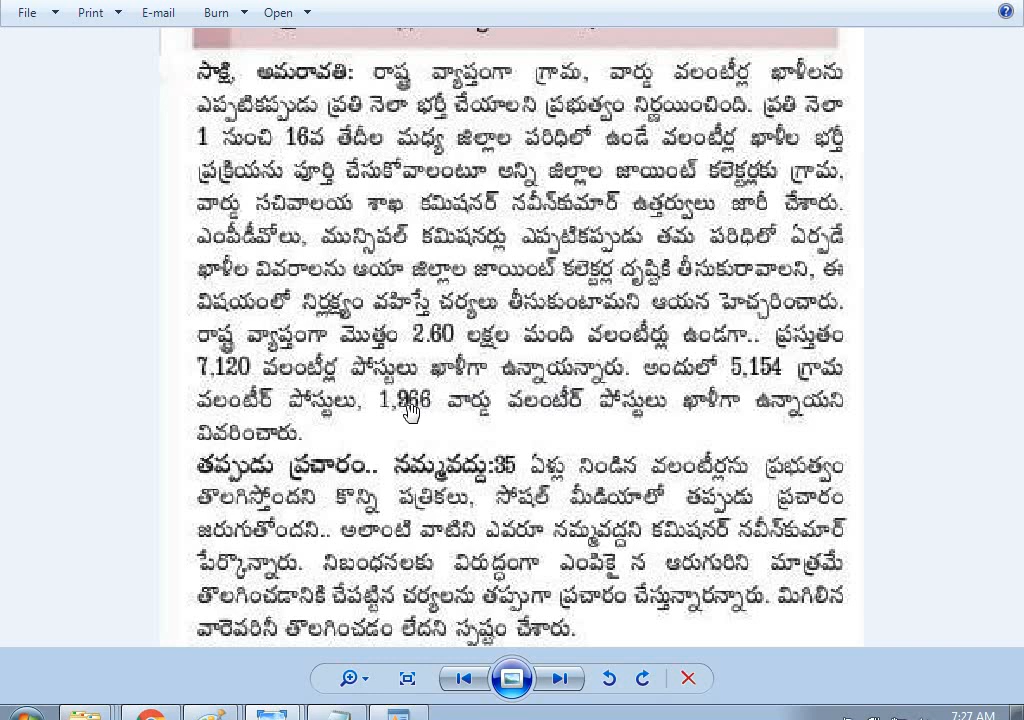 File Print E-mail Burn Open
సాక్షి, అమరావతి: రాష్ట్ర వ్యాప్తంగా గ్రామ, వార్డు వలంటీర్ల ఖాళీలను
ఎప్పటికప్పుడు ప్రతి నెలా భర్తీ చేయాలని ప్రభుత్వం నిర్ణయించింది. ప్రతి నెలా
1 నుంచి 16వ తేదీల మధ్య జిల్లాల పరిధిలో ఉండే వలంటీర్ల ఖాళీల భర్తీ
ప్రక్రియను పూర్తి చేసుకోవాలంటూ అన్ని జిల్లాల జాయింట్ కలెక్టర్లకు గ్రామ,
వార్డు సచివాలయ శాఖ కమిషనర్ నవీన్‌కుమార్ ఉత్తర్వులు జారీ చేశారు.
ఎంపీడీవోలు, మున్సిపల్ కమిషనర్లు ఎప్పటికప్పుడు తమ పరిధిలో ఏర్పడే
ఖాళీల వివరాలను ఆయా జిల్లాల జాయింట్ కలెక్టర్ల దృష్టికి తీసుకురావాలని, ఈ
విషయంలో నిర్లక్ష్యం వహిస్తే చర్యలు తీసుకుంటామని ఆయన హెచ్చరించారు.
రాష్ట్ర వ్యాప్తంగా మొత్తం 2.60 లక్షల మంది వలంటీర్లు ఉండగా.. ప్రస్తుతం
7,120 వలంటీర్ల పోస్టులు ఖాళీగా ఉన్నాయన్నారు. అందులో 5,154 గ్రామ
వలంటీర్ పోస్టులు, 1,966 వార్డు వలంటీర్ పోస్టులు ఖాళీగా ఉన్నాయని
వివరించారు.
తప్పుడు ప్రచారం.. నమ్మవద్దు:35 ఏళ్లు నిండిన వలంటీర్లను ప్రభుత్వం
తొలగిస్తోందని కొన్ని పత్రికలు, సోషల్ మీడియాలో తప్పుడు ప్రచారం
జరుగుతోందని.. అలాంటి వాటిని ఎవరూ నమ్మవద్దని కమిషనర్ నవీన్‌కుమార్
పేర్కొన్నారు. నిబంధనలకు విరుద్ధంగా ఎంపికై న ఆరుగురిని మాత్రమే
తొలగించడానికి చేపట్టిన చర్యలను తప్పుగా ప్రచారం చేస్తున్నారన్నారు. మిగిలిన
వారెవరినీ తొలగించడం లేదని స్పష్టం చేశారు.
7:27 AM